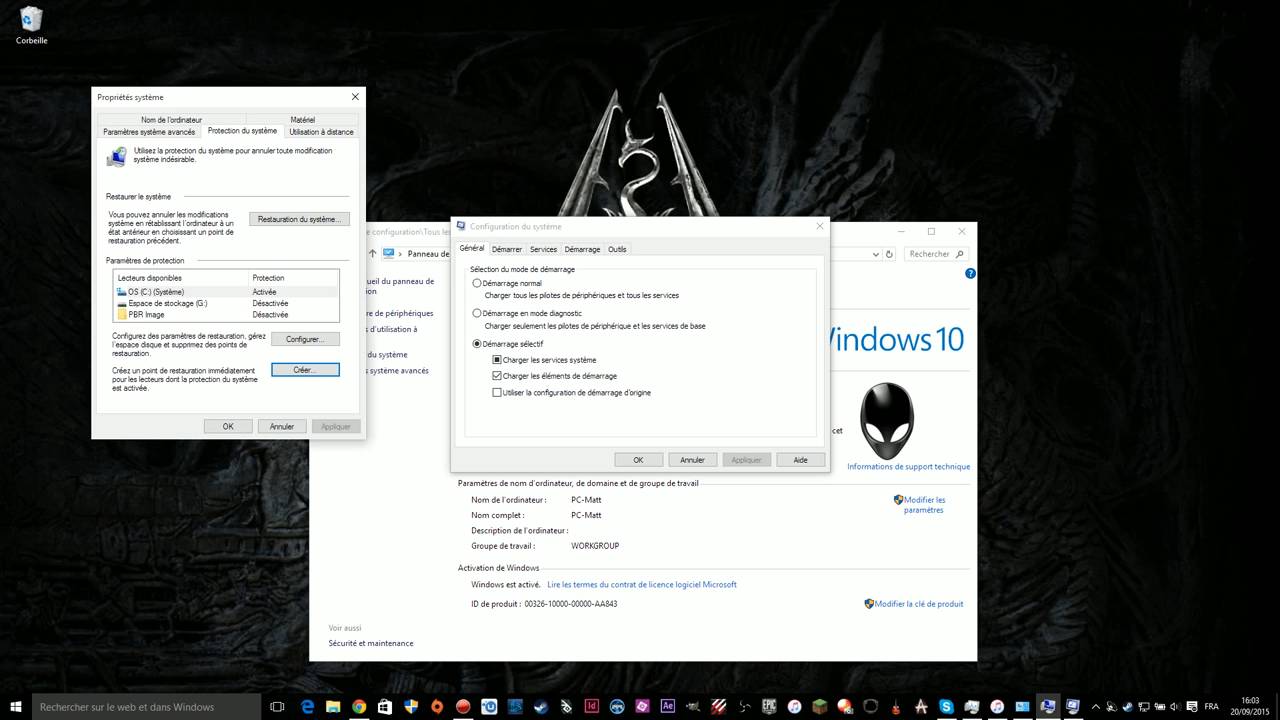 Corbeille
Propriétés système
Nom de l'ordinateur
Matériel
Paramètres système avancés
Protection du système
Utilisation à distance
Utilisez la protection du système pour annuler toute modification
système indésirable.
Restaurer le système
Vous pouvez annuler les modifications
système en rétablissant l'ordinateur à un
état antérieur en choisissant un point de
restauration précédent.
Restauration du système...
Paramètres de protection
Lecteurs disponibles
Protection
OS (C:) (Système)
Activée
Espace de stockage (G:)
Désactivée
PBR Image
Désactivée
Configurez des paramètres de restauration, gérez
l'espace disque et supprimez des points de
restauration.
Configurer...
Créez un point de restauration immédiatement
pour les lecteurs dont la protection du système
est activée.
Créer...
OK
Annuler
Appliquer
e configuration\Tous les
Panneau de
Rechercher
ueil du panneau de
ion
re de périphériques
s d'utilisation à
du système
s système avancés
Configuration du système
Général
Démarrer
Services
Démarrage
Outils
Sélection du mode de démarrage
Démarrage normal
Charger tous les pilotes de périphériques et tous les services
Démarrage en mode diagnostic
Charger seulement les pilotes de périphérique et les services de base
Démarrage sélectif
Charger les services système
Charger les éléments de démarrage
Utiliser la configuration de démarrage d'origine
OK
Annuler
Appliquer
Aide
Windows 10
cet
Informations de support technique
Paramètres de nom d'ordinateur, de domaine et de groupe de travail
Nom de l'ordinateur :
PC-Matt
Modifier les
paramètres
Nom complet :
PC-Matt
Description de l'ordinateur :
Groupe de travail :
WORKGROUP
Activation de Windows
Windows est activé.
Lire les termes du contrat de licence logiciel Microsoft
ID de produit : 00326-10000-00000-AA843
Modifier la clé de produit
Voir aussi
Sécurité et maintenance
Rechercher sur le web et dans Windows
Id
Ae
EPIC
FRA
16:03
20/09/2015